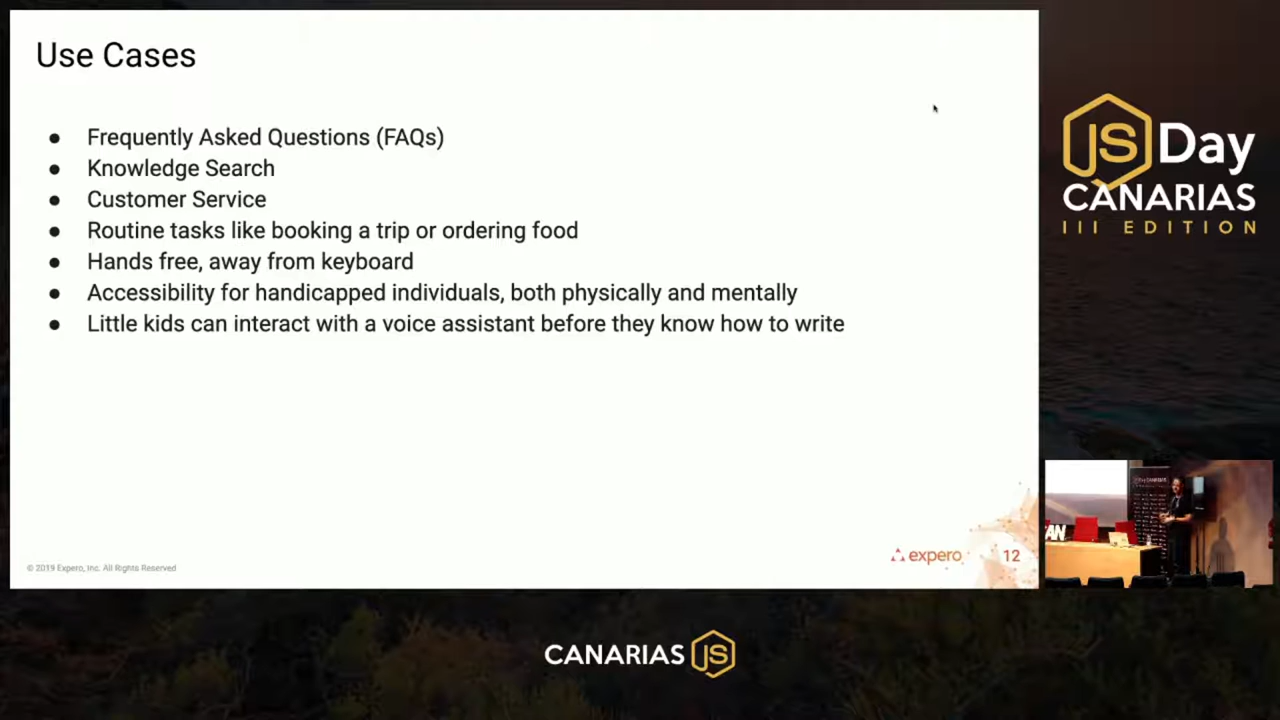 Use Cases
● Frequently Asked Questions (FAQs)
● Knowledge Search
● Customer Service
● Routine tasks like booking a trip or ordering food
● Hands free, away from keyboard
● Accessibility for handicapped individuals, both physically and mentally
● Little kids can interact with a voice assistant before they know how to write
© 2019 Expero, Inc. All Rights Reserved
expero
12
JS Day
CANARIAS
III EDITION
AN
CANARIAS JS